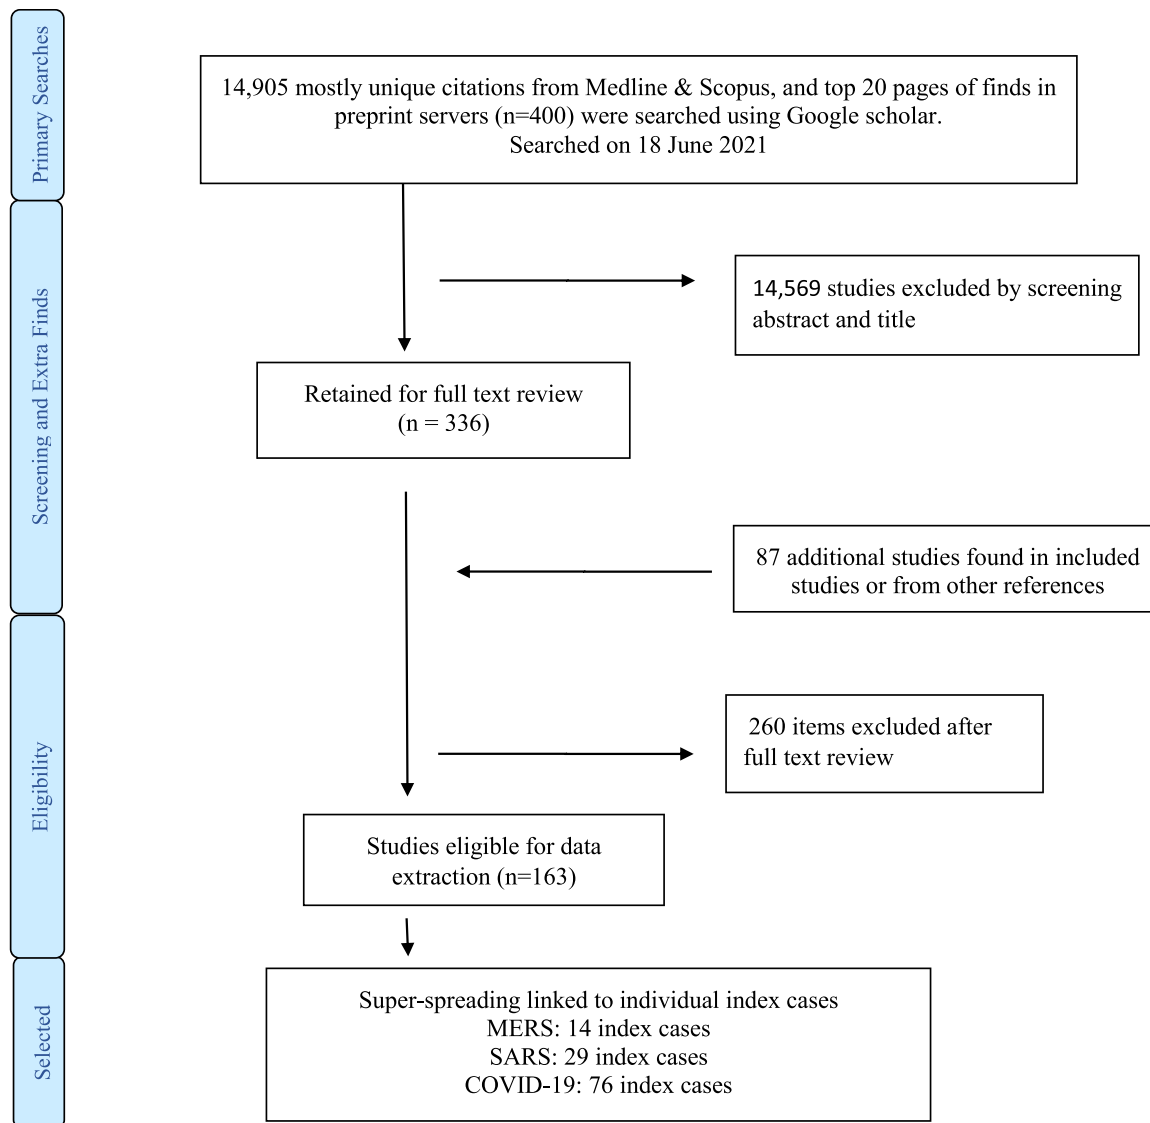 Primary Searches
14,905 mostly unique citations from Medline & Scopus, and top 20 pages of finds in
preprint servers (n=400) were searched using Google scholar.
Searched on 18 June 2021
Screening and Extra Finds
14,569 studies excluded by screening
abstract and title
Retained for full text review
(n = 336)
87 additional studies found in included
studies or from other references
Eligibility
260 items excluded after
full text review
Studies eligible for data
extraction (n=163)
Selected
Super-spreading linked to individual index cases
MERS: 14 index cases
SARS: 29 index cases
COVID-19: 76 index cases